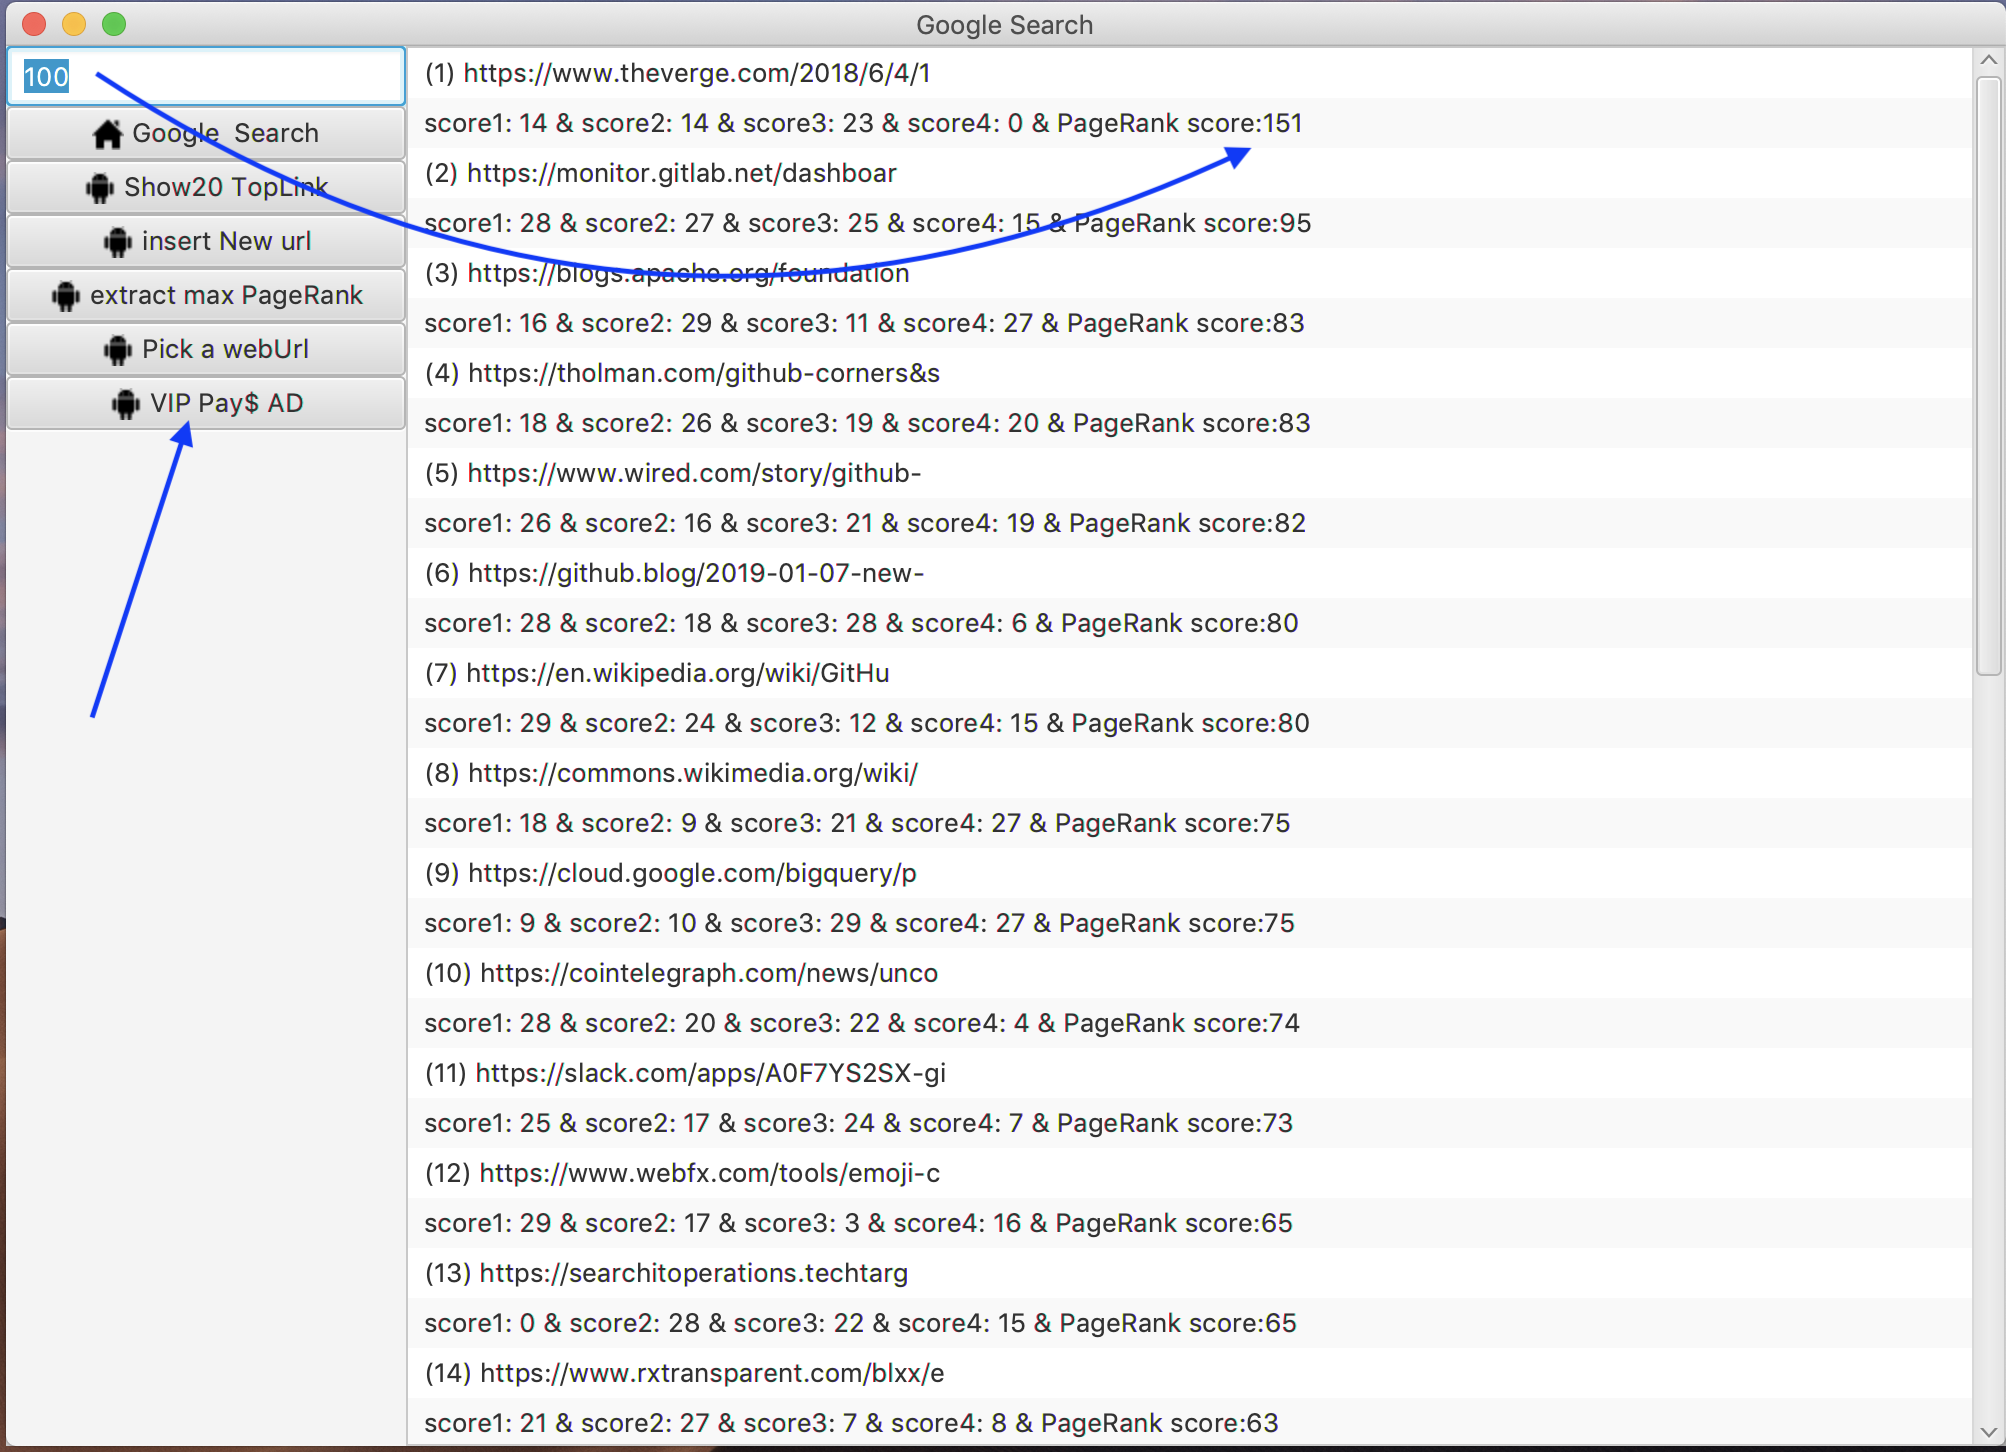 Google Search
100
Google  Search
Show20 TopLink
insert New url
extract max PageRank
Pick a webUrl
VIP Pay$ AD
(1) https://www.theverge.com/2018/6/4/1
score1: 14 & score2: 14 & score3: 23 & score4: 0 & PageRank score:151
(2) https://monitor.gitlab.net/dashboar
score1: 28 & score2: 27 & score3: 25 & score4: 15 & PageRank score:95
(3) https://blogs.apache.org/foundation
score1: 16 & score2: 29 & score3: 11 & score4: 27 & PageRank score:83
(4) https://tholman.com/github-corners&s
score1: 18 & score2: 26 & score3: 19 & score4: 20 & PageRank score:83
(5) https://www.wired.com/story/github-
score1: 26 & score2: 16 & score3: 21 & score4: 19 & PageRank score:82
(6) https://github.blog/2019-01-07-new-
score1: 28 & score2: 18 & score3: 28 & score4: 6 & PageRank score:80
(7) https://en.wikipedia.org/wiki/GitHu
score1: 29 & score2: 24 & score3: 12 & score4: 15 & PageRank score:80
(8) https://commons.wikimedia.org/wiki/
score1: 18 & score2: 9 & score3: 21 & score4: 27 & PageRank score:75
(9) https://cloud.google.com/bigquery/p
score1: 9 & score2: 10 & score3: 29 & score4: 27 & PageRank score:75
(10) https://cointelegraph.com/news/unco
score1: 28 & score2: 20 & score3: 22 & score4: 4 & PageRank score:74
(11) https://slack.com/apps/A0F7YS2SX-gi
score1: 25 & score2: 17 & score3: 24 & score4: 7 & PageRank score:73
(12) https://www.webfx.com/tools/emoji-c
score1: 29 & score2: 17 & score3: 3 & score4: 16 & PageRank score:65
(13) https://searchitoperations.techtarg
score1: 0 & score2: 28 & score3: 22 & score4: 15 & PageRank score:65
(14) https://www.rxtransparent.com/blxx/e
score1: 21 & score2: 27 & score3: 7 & score4: 8 & PageRank score:63